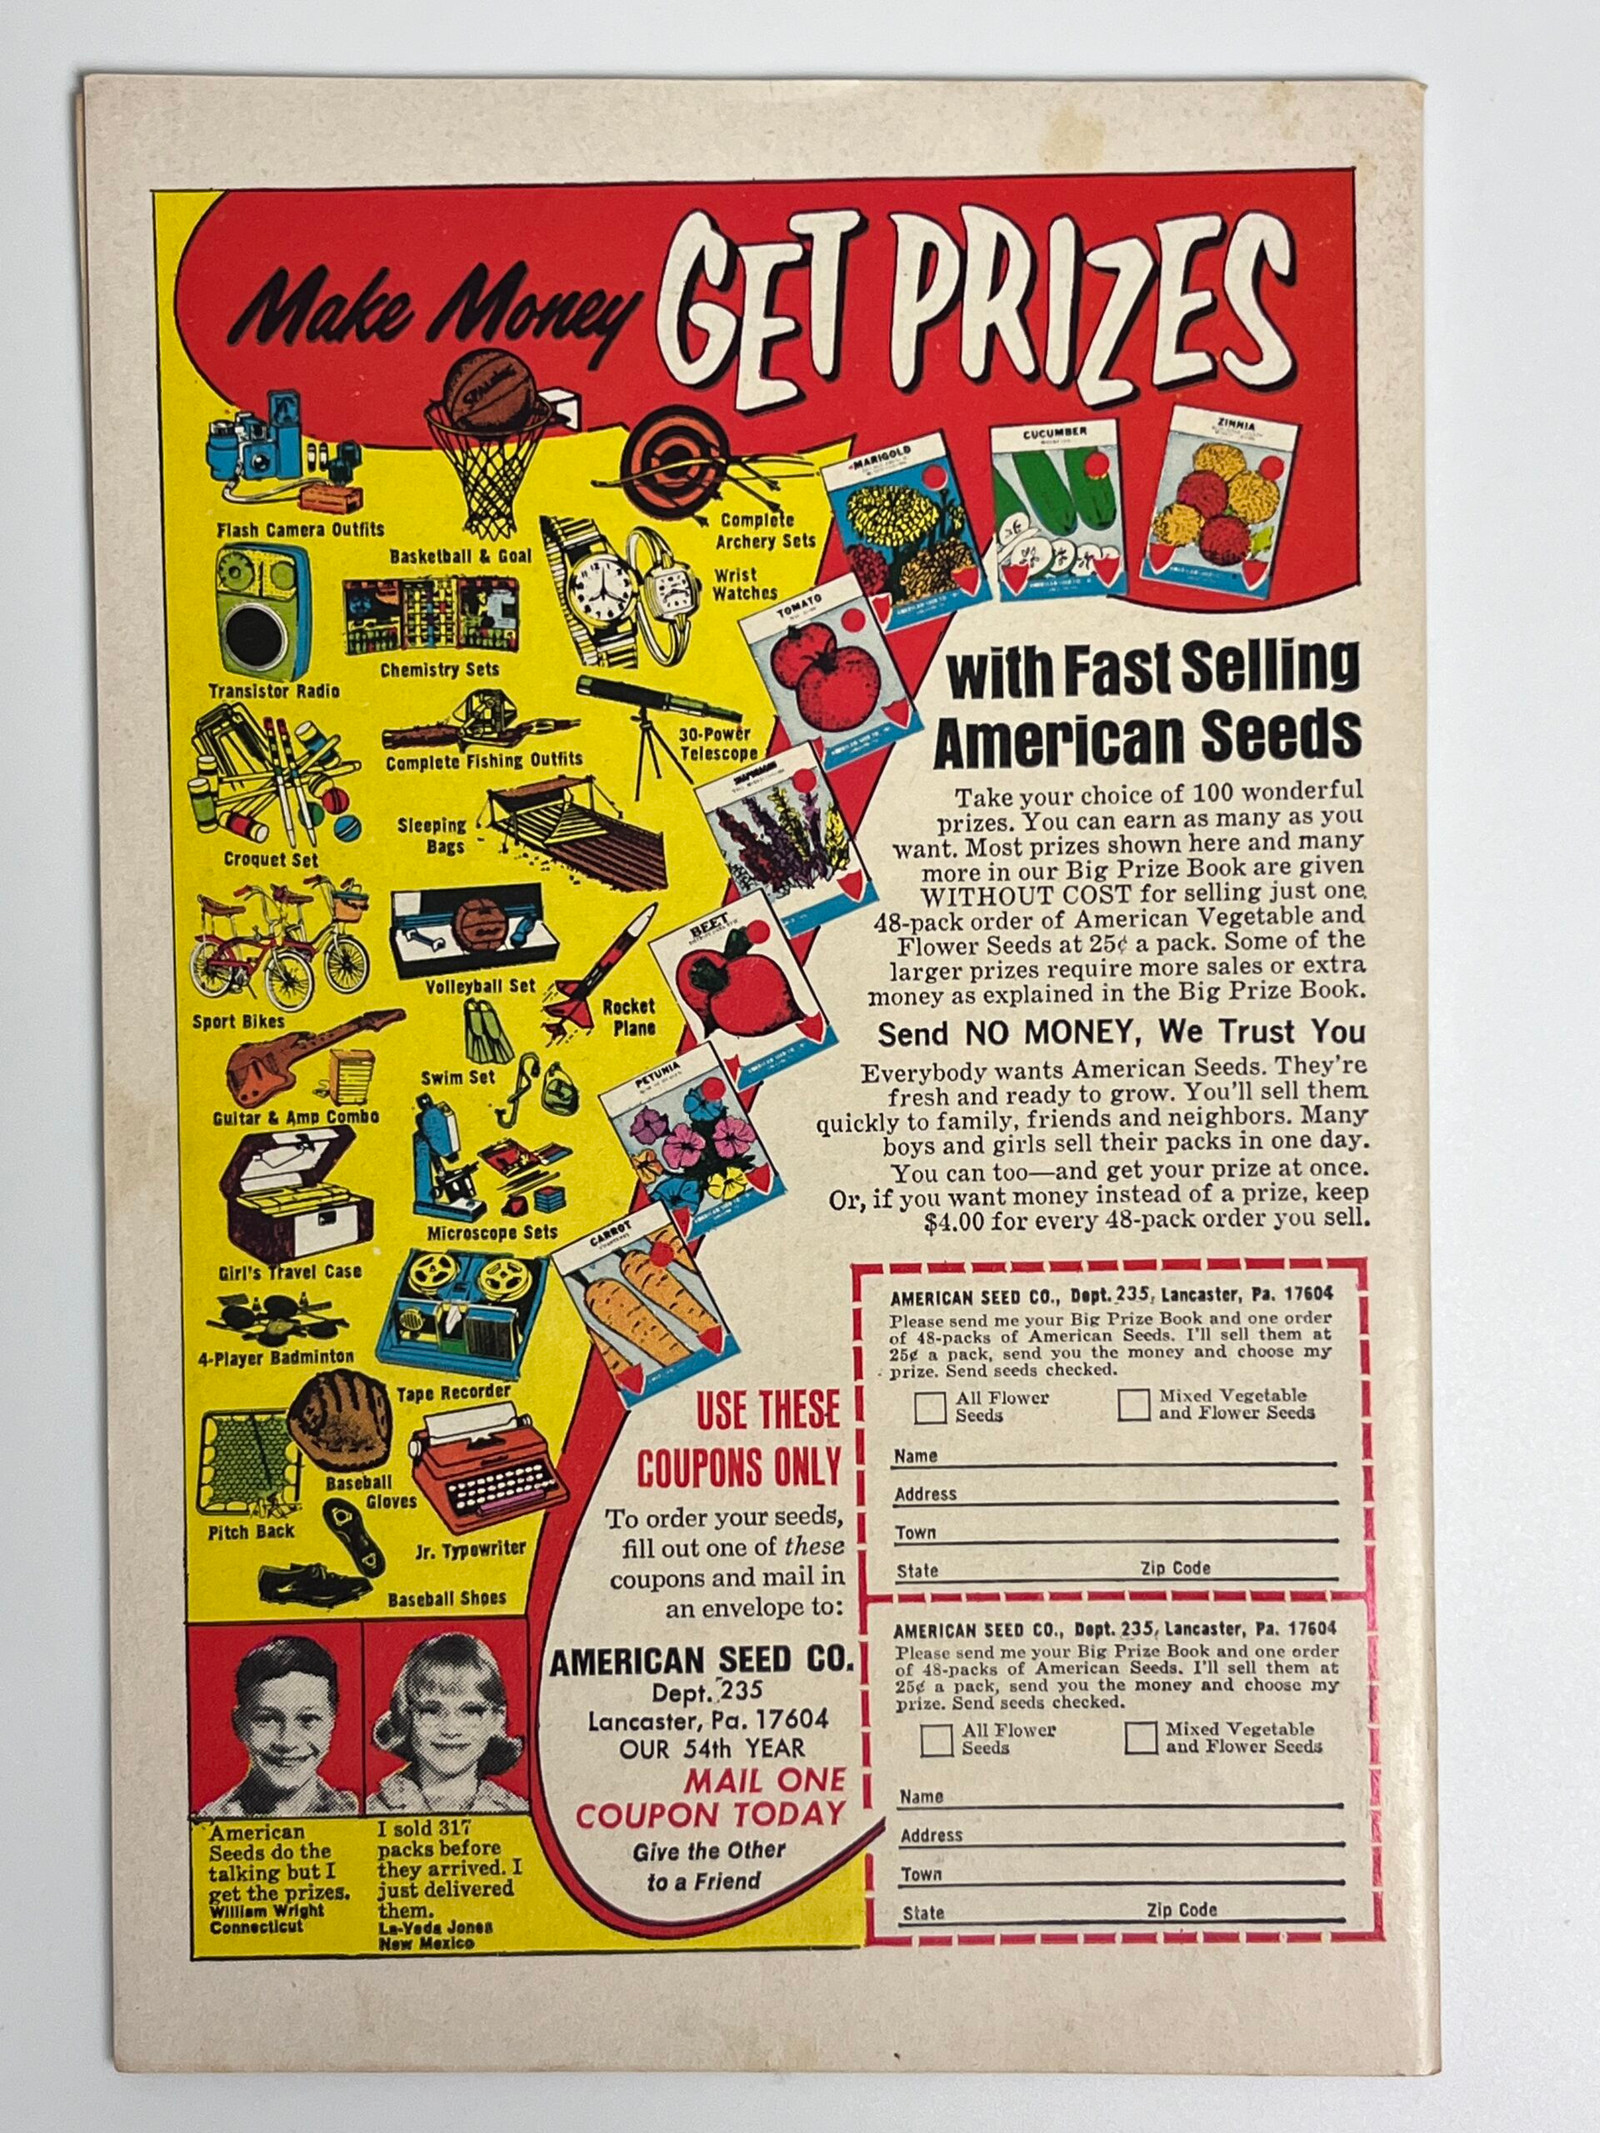 Make Money GET PRIZES
SPALDING
Flash Camera Outfits
Basketball & Goal
Complete
Archery Sets
Wrist
Watches
Transistor Radio
Chemistry Sets
30-Power
Telescope
Complete Fishing Outfits
Croquet Set
Sleeping
Bags
Sport Bikes
Volleyball Set
Rocket
Plane
Swim Set
Guitar & Amp Combo
Microscope Sets
Girl's Travel Case
4-Player Badminton
Tape Recorder
Baseball
Gloves
Pitch Back
Jr. Typewriter
Baseball Shoes
MARIGOLD
CUCUMBER
ZINNIA
TOMATO
SNAPDRAGON
BEET
PETUNIA
CARROT
with Fast Selling
American Seeds
Take your choice of 100 wonderful
prizes. You can earn as many as you
want. Most prizes shown here and many
more in our Big Prize Book are given
WITHOUT COST for selling just one,
48-pack order of American Vegetable and
Flower Seeds at 25¢ a pack. Some of the
larger prizes require more sales or extra
money as explained in the Big Prize Book.
Send NO MONEY, We Trust You
Everybody wants American Seeds. They're
fresh and ready to grow. You'll sell them
quickly to family, friends and neighbors. Many
boys and girls sell their packs in one day.
You can too—and get your prize at once.
Or, if you want money instead of a prize, keep
$4.00 for every 48-pack order you sell.
USE THESE
COUPONS ONLY
To order your seeds,
fill out one of these
coupons and mail in
an envelope to:
AMERICAN SEED CO.
Dept. 235
Lancaster, Pa. 17604
OUR 54th YEAR
MAIL ONE
COUPON TODAY
Give the Other
to a Friend
AMERICAN SEED CO., Dept. 235, Lancaster, Pa. 17604
Please send me your Big Prize Book and one order
of 48-packs of American Seeds. I'll sell them at
25¢ a pack, send you the money and choose my
prize. Send seeds checked.
All Flower
Seeds
Mixed Vegetable
and Flower Seeds
Name
Address
Town
State Zip Code
AMERICAN SEED CO., Dept. 235, Lancaster, Pa. 17604
Please send me your Big Prize Book and one order
of 48-packs of American Seeds. I'll sell them at
25¢ a pack, send you the money and choose my
prize. Send seeds checked.
All Flower
Seeds
Mixed Vegetable
and Flower Seeds
Name
Address
Town
State Zip Code
American
Seeds do the
talking but I
get the prizes.
William Wright
Connecticut
I sold 317
packs before
they arrived. I
just delivered
them.
La-Veda Jones
New Mexico